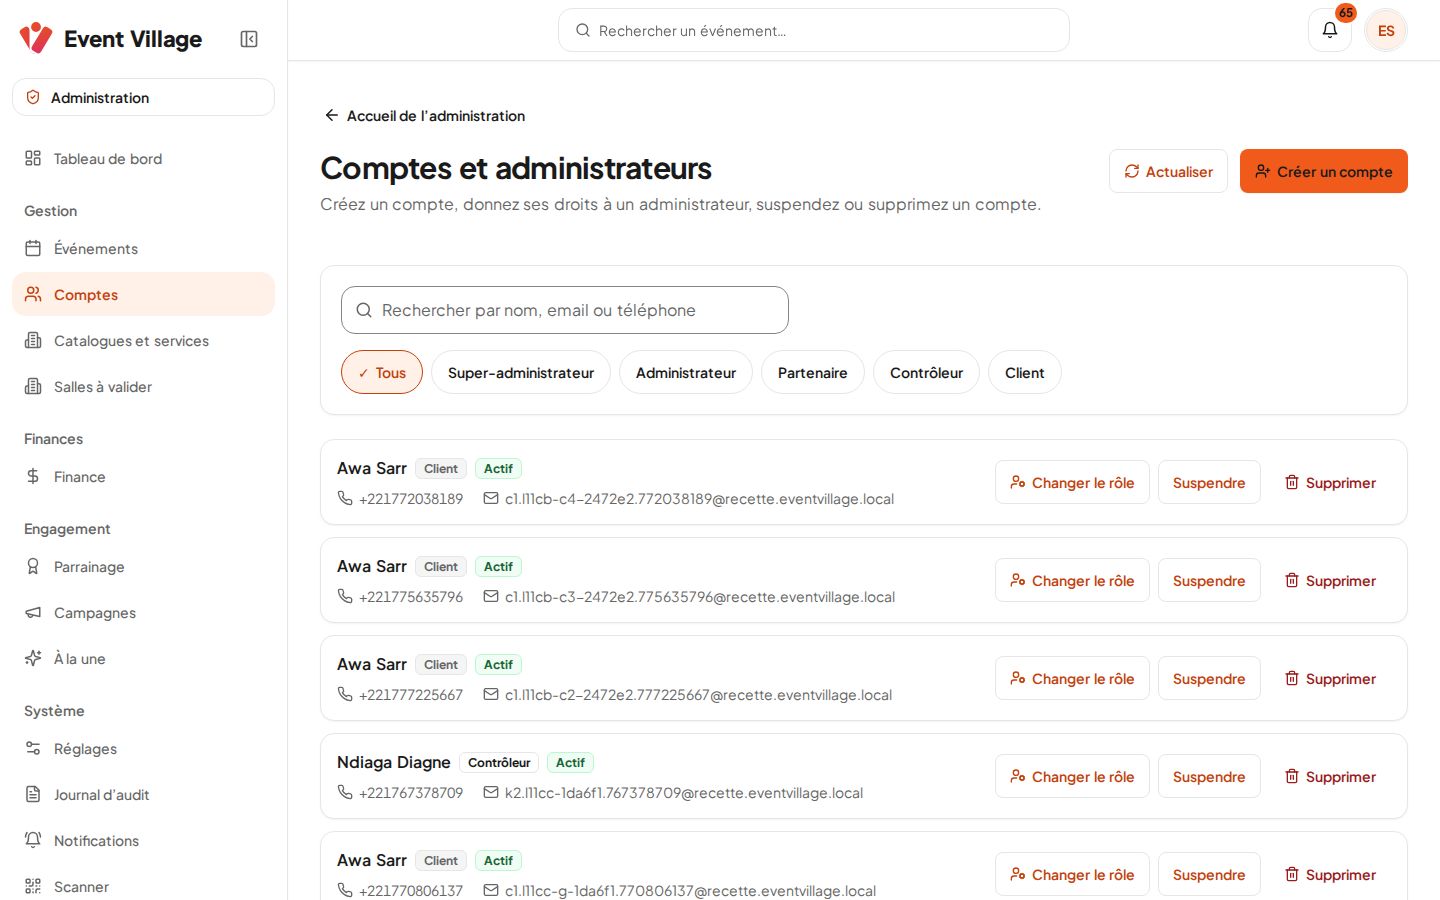 Event Village
Administration
Tableau de bord
Gestion
Événements
Comptes
Catalogues et services
Salles à valider
Finances
Finance
Engagement
Parrainage
Campagnes
À la une
Système
Réglages
Journal d’audit
Notifications
Scanner
Rechercher un événement…
65
ES
Accueil de l’administration
Comptes et administrateurs
Créez un compte, donnez ses droits à un administrateur, suspendez ou supprimez un compte.
Actualiser
Créer un compte
Rechercher par nom, email ou téléphone
✓ Tous Super-administrateur Administrateur Partenaire Contrôleur Client
Awa Sarr Client Actif
+221772038189 c1.l11cb-c4-2472e2.772038189@recette.eventvillage.local
Changer le rôle Suspendre Supprimer
Awa Sarr Client Actif
+221775635796 c1.l11cb-c3-2472e2.775635796@recette.eventvillage.local
Changer le rôle Suspendre Supprimer
Awa Sarr Client Actif
+221777225667 c1.l11cb-c2-2472e2.777225667@recette.eventvillage.local
Changer le rôle Suspendre Supprimer
Ndiaga Diagne Contrôleur Actif
+221767378709 k2.l11cc-1da6f1.767378709@recette.eventvillage.local
Changer le rôle Suspendre Supprimer
Awa Sarr Client Actif
+221770806137 c1.l11cc-g-1da6f1.770806137@recette.eventvillage.local
Changer le rôle Suspendre Supprimer